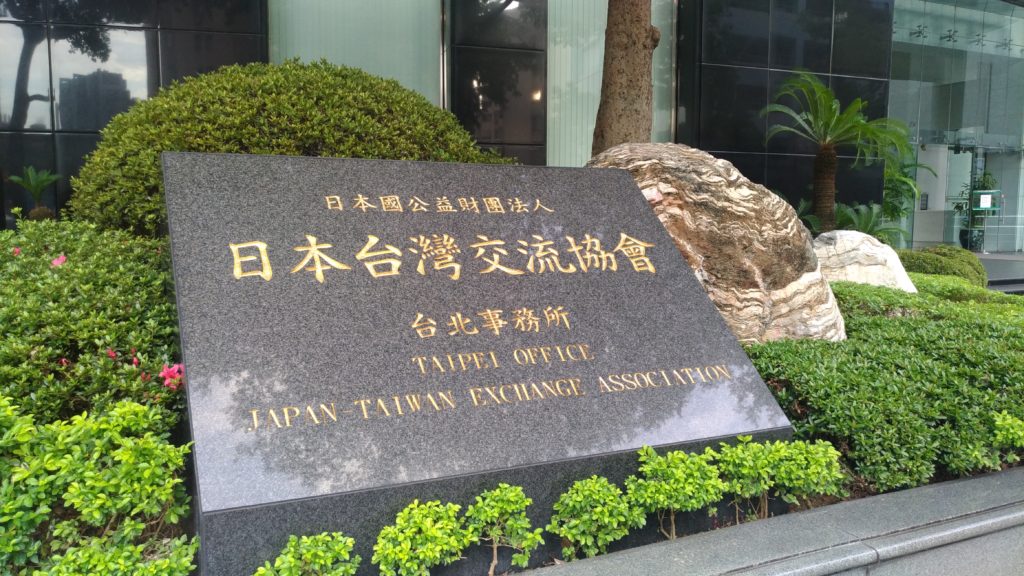 日本國公益財團法人
日本台灣交流協會
台北事務所
TAIPEI OFFICE
JAPAN-TAIWAN EXCHANGE ASSOCIATION